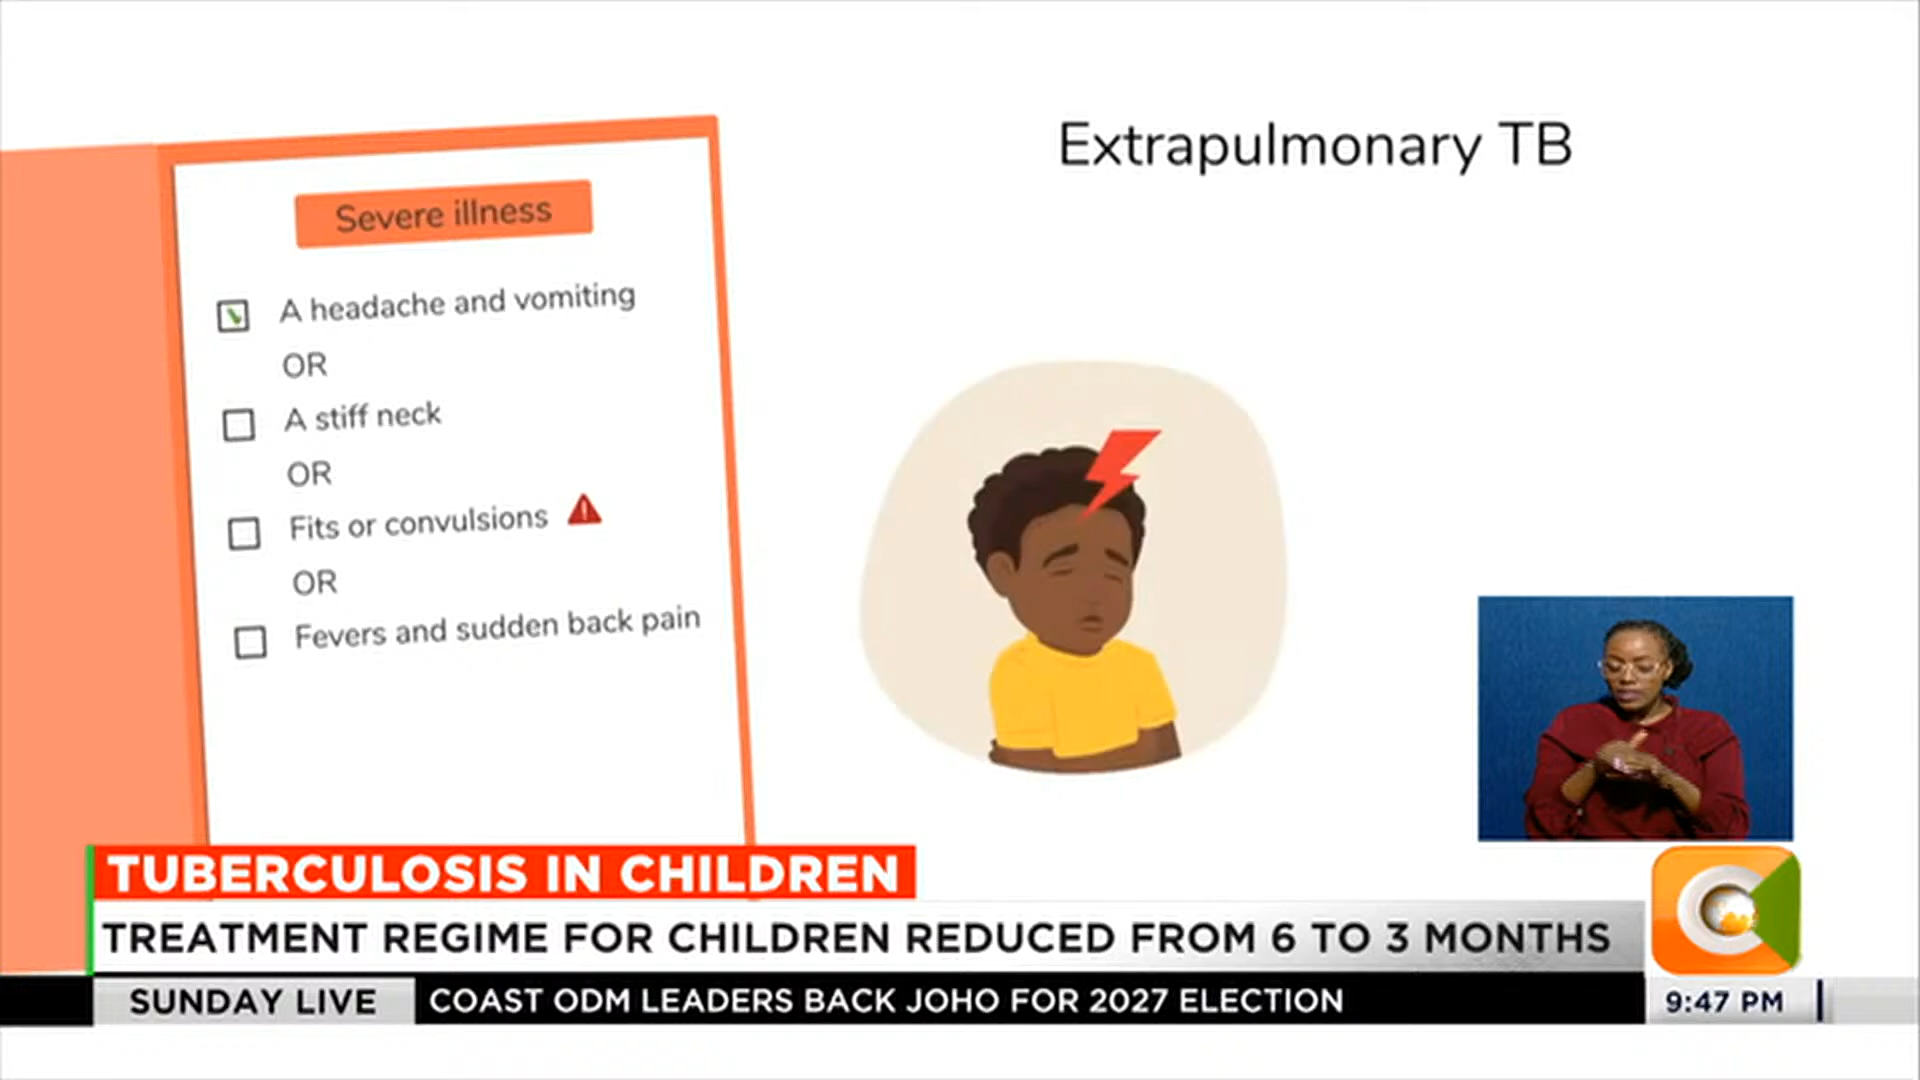 Extrapulmonary TB
Severe illness
A headache and vomiting
OR
A stiff neck
OR
Fits or convulsions
OR
Fevers and sudden back pain
TUBERCULOSIS IN CHILDREN
TREATMENT REGIME FOR CHILDREN REDUCED FROM 6 TO 3 MONTHS
SUNDAY LIVE
COAST ODM LEADERS BACK JOHO FOR 2027 ELECTION
9:47 PM